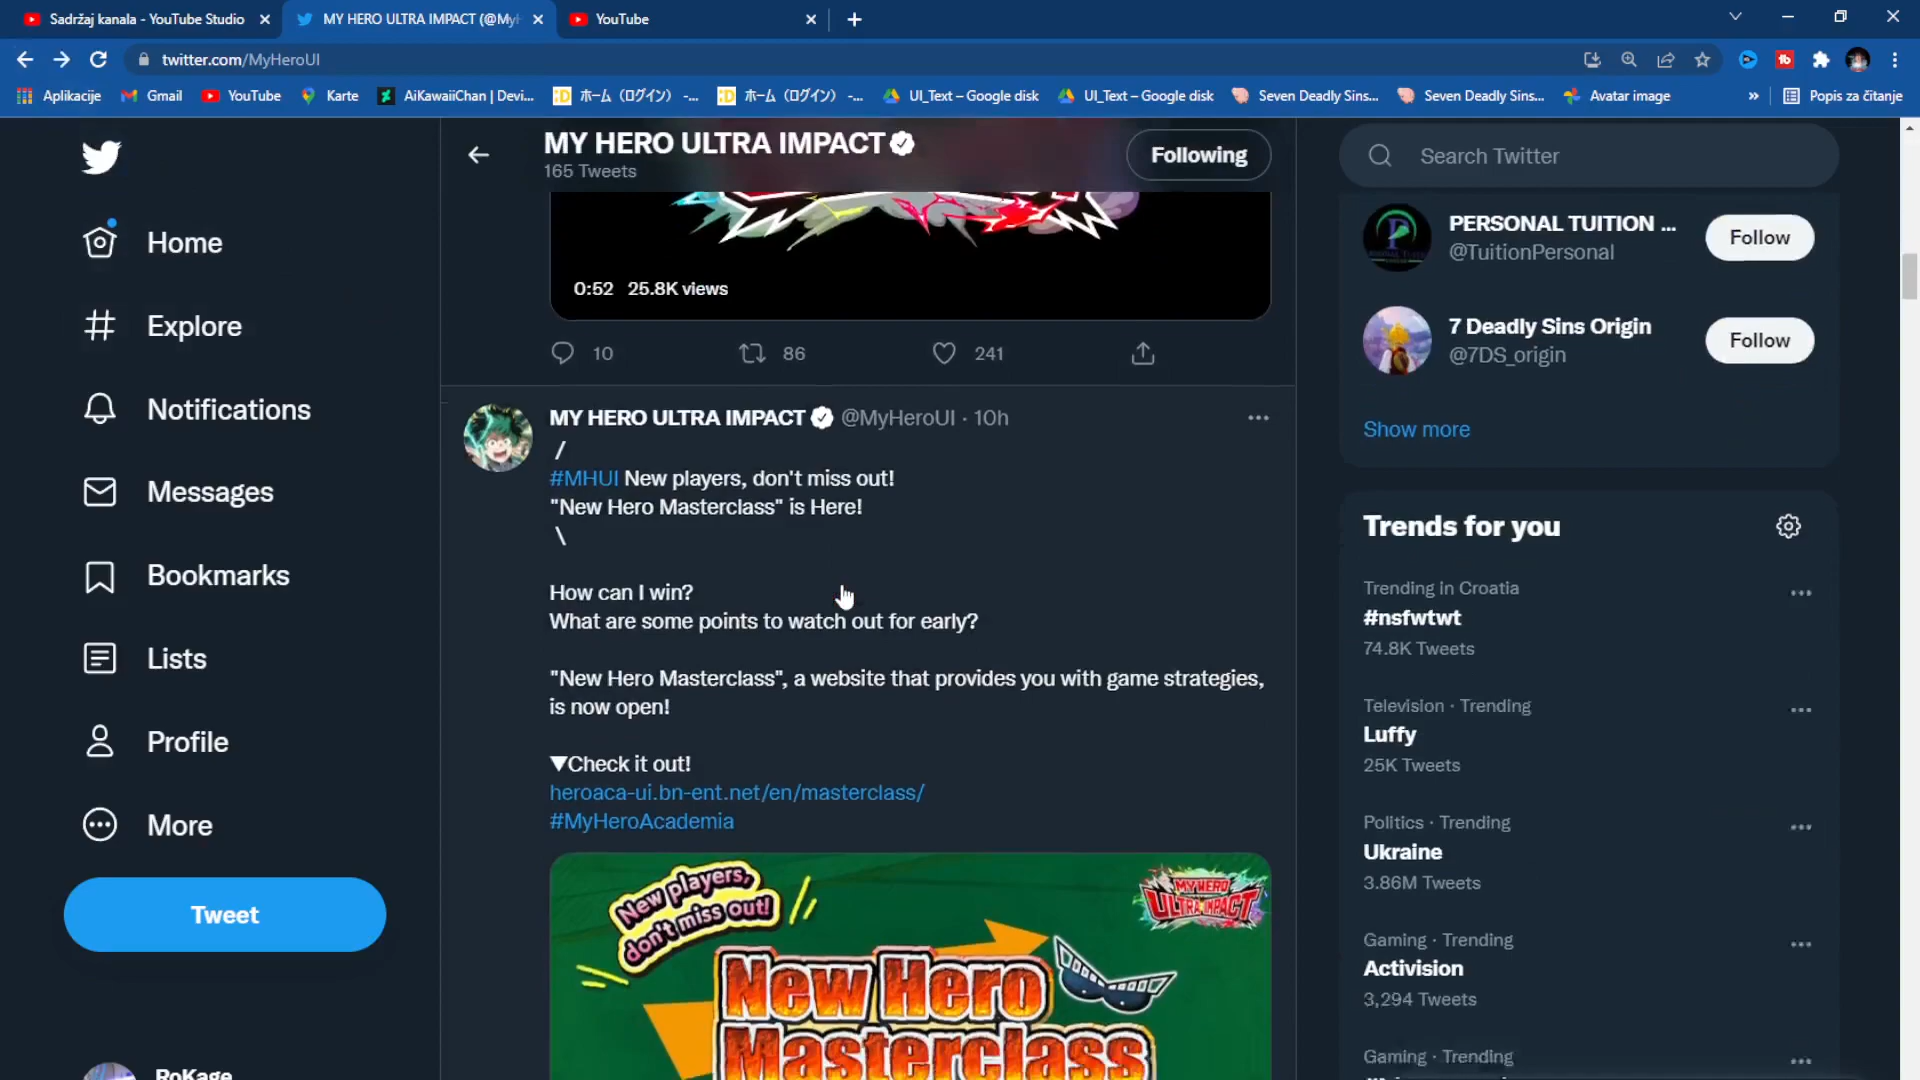 Sadržaj kanala - YouTube Studio
MY HERO ULTRA IMPACT (@My
YouTube
twitter.com/MyHeroUI
Aplikacije
Gmail
YouTube
Karte
AiKawaiiChan | Devi...
ホーム（ログイン） -...
ホーム（ログイン） -...
UI_Text – Google disk
UI_Text – Google disk
Seven Deadly Sins...
Seven Deadly Sins...
Avatar image
»
Popis za čitanje
Home
Explore
Notifications
Messages
Bookmarks
Lists
Profile
More
Tweet
RoKage
MY HERO ULTRA IMPACT
165 Tweets
Following
0:52 25.8K views
10
86
241
MY HERO ULTRA IMPACT @MyHeroUI · 10h
/
#MHUI New players, don't miss out!
"New Hero Masterclass" is Here!
\
How can I win?
What are some points to watch out for early?
"New Hero Masterclass", a website that provides you with game strategies,
is now open!
▼Check it out!
heroaca-ui.bn-ent.net/en/masterclass/
#MyHeroAcademia
New players,
don't miss out!
MY HERO
ULTRA IMPACT
New Hero
Masterclass
Search Twitter
PERSONAL TUITION ...
@TuitionPersonal
Follow
7 Deadly Sins Origin
@7DS_origin
Follow
Show more
Trends for you
Trending in Croatia
#nsfwtwt
74.8K Tweets
Television · Trending
Luffy
25K Tweets
Politics · Trending
Ukraine
3.86M Tweets
Gaming · Trending
Activision
3,294 Tweets
Gaming · Trending